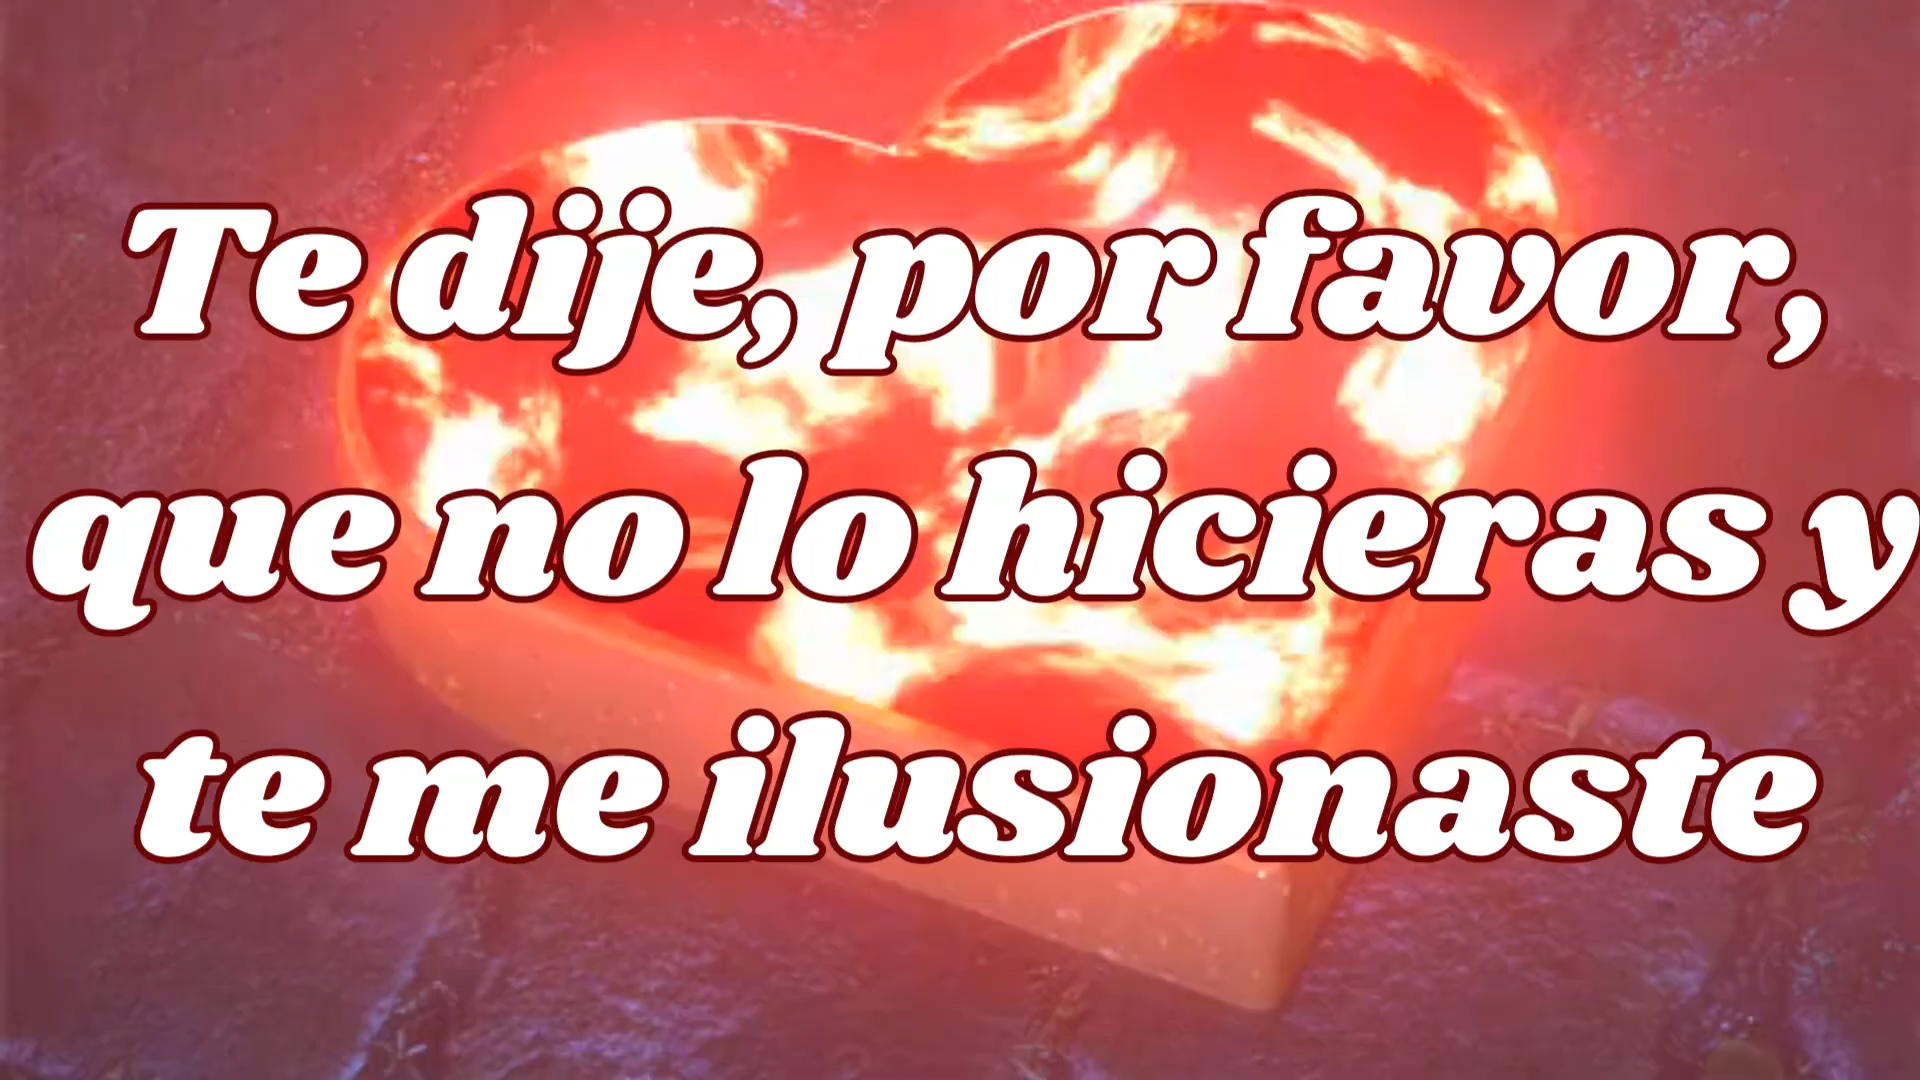 Te dije, por favor,
que no lo hicieras y
te me ilusionaste